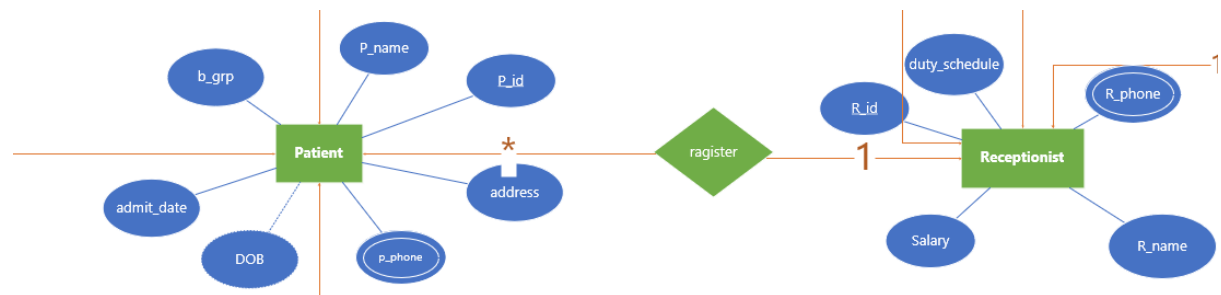 P_name
b_grp
P_id
Patient
*
address
admit_date
DOB
p_phone
ragister
1
duty_schedule
R_id
R_phone
1
Receptionist
Salary
R_name